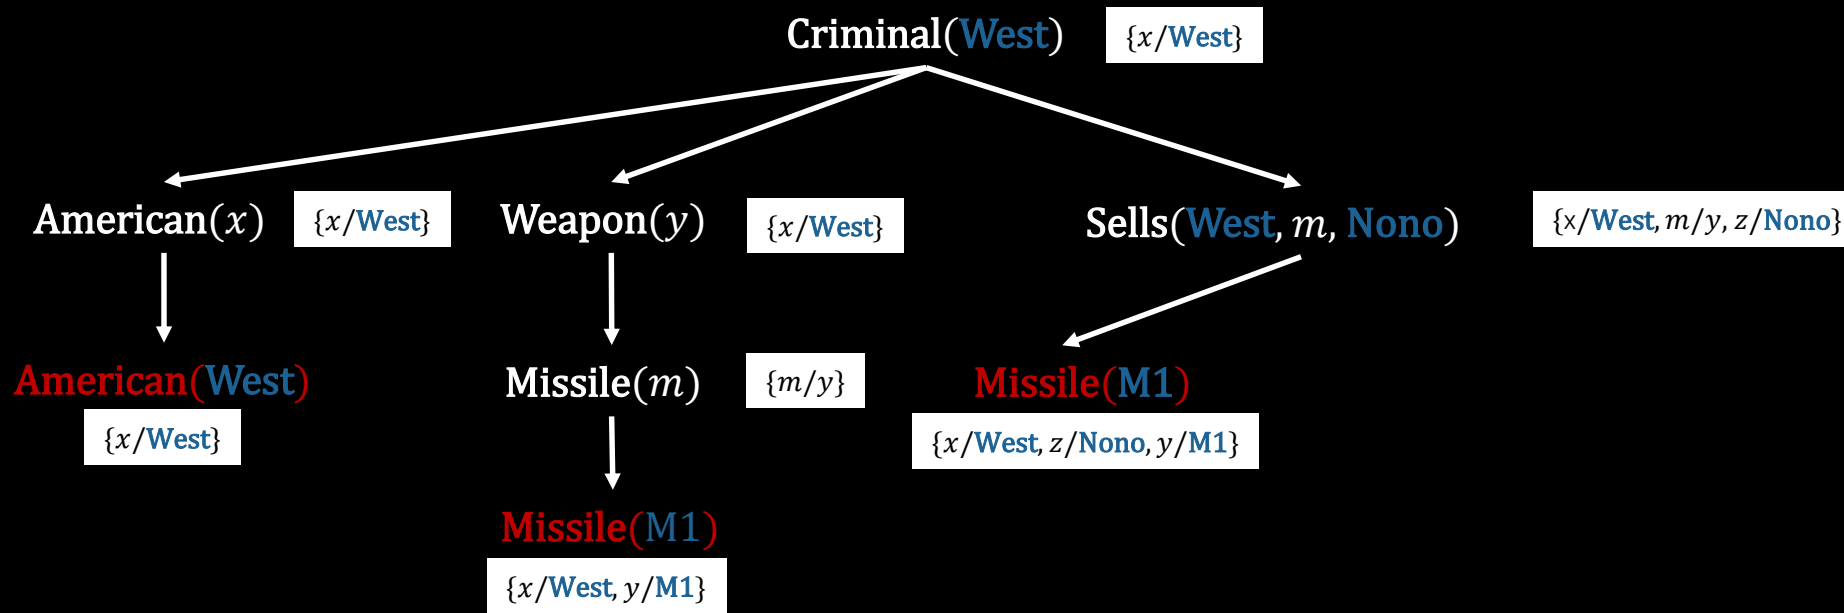 Criminal(West) {x/West}
American(x) {x/West} Weapon(y) {x/West} Sells(West, m, Nono) {x/West, m/y, z/Nono}
American(West) Missile(m) {m/y} Missile(M1)
{x/West} {x/West, z/Nono, y/M1}
Missile(M1)
{x/West, y/M1}